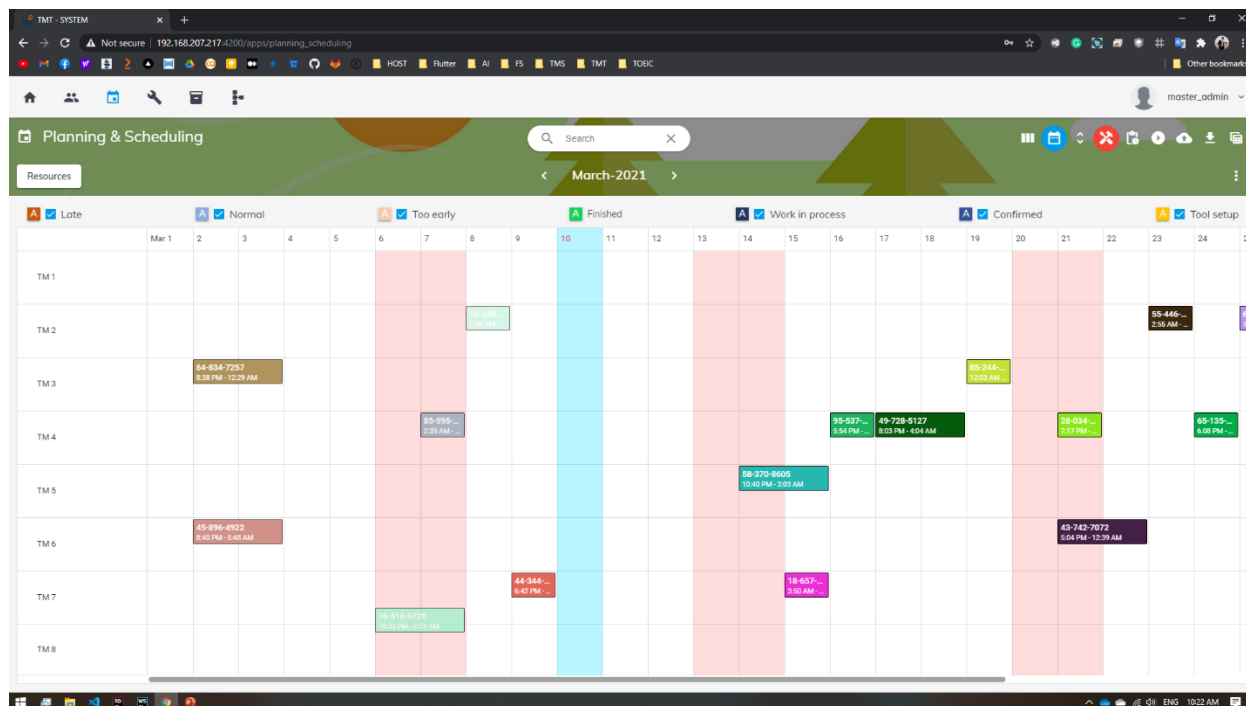 TMT - SYSTEM
Not secure 192.168.207.217:4200/apps/planning_scheduling
HOST Flutter AI FS TMS TMT TOEIC Other bookmarks
master_admin
Planning & Scheduling Search
Resources March-2021
A Late A Normal A Too early A Finished A Work in process A Confirmed A Tool setup
Mar 1 2 3 4 5 6 7 8 9 10 11 12 13 14 15 16 17 18 19 20 21 22 23 24
TM 1
TM 2 55-446-...
2:55 AM - ...
64-834-7257 85-244-...
8:38 PM - 12:29 AM 12:03 AM ...
TM 3
85-595-... 95-537-... 49-728-5127 28-034-... 65-135-...
2:35 AM - ... 5:54 PM - ... 8:03 PM - 4:04 AM 7:17 PM - ... 6:08 PM - ...
TM 4
58-370-8605
10:40 PM - 3:03 AM
TM 5
45-896-4922 43-742-7072
8:40 PM - 5:48 AM 5:04 PM - 12:39 AM
TM 6
44-344-... 18-657-...
6:42 PM - ... 3:50 AM - ...
TM 7
76-416-0728
TM 8
ENG 10:22 AM